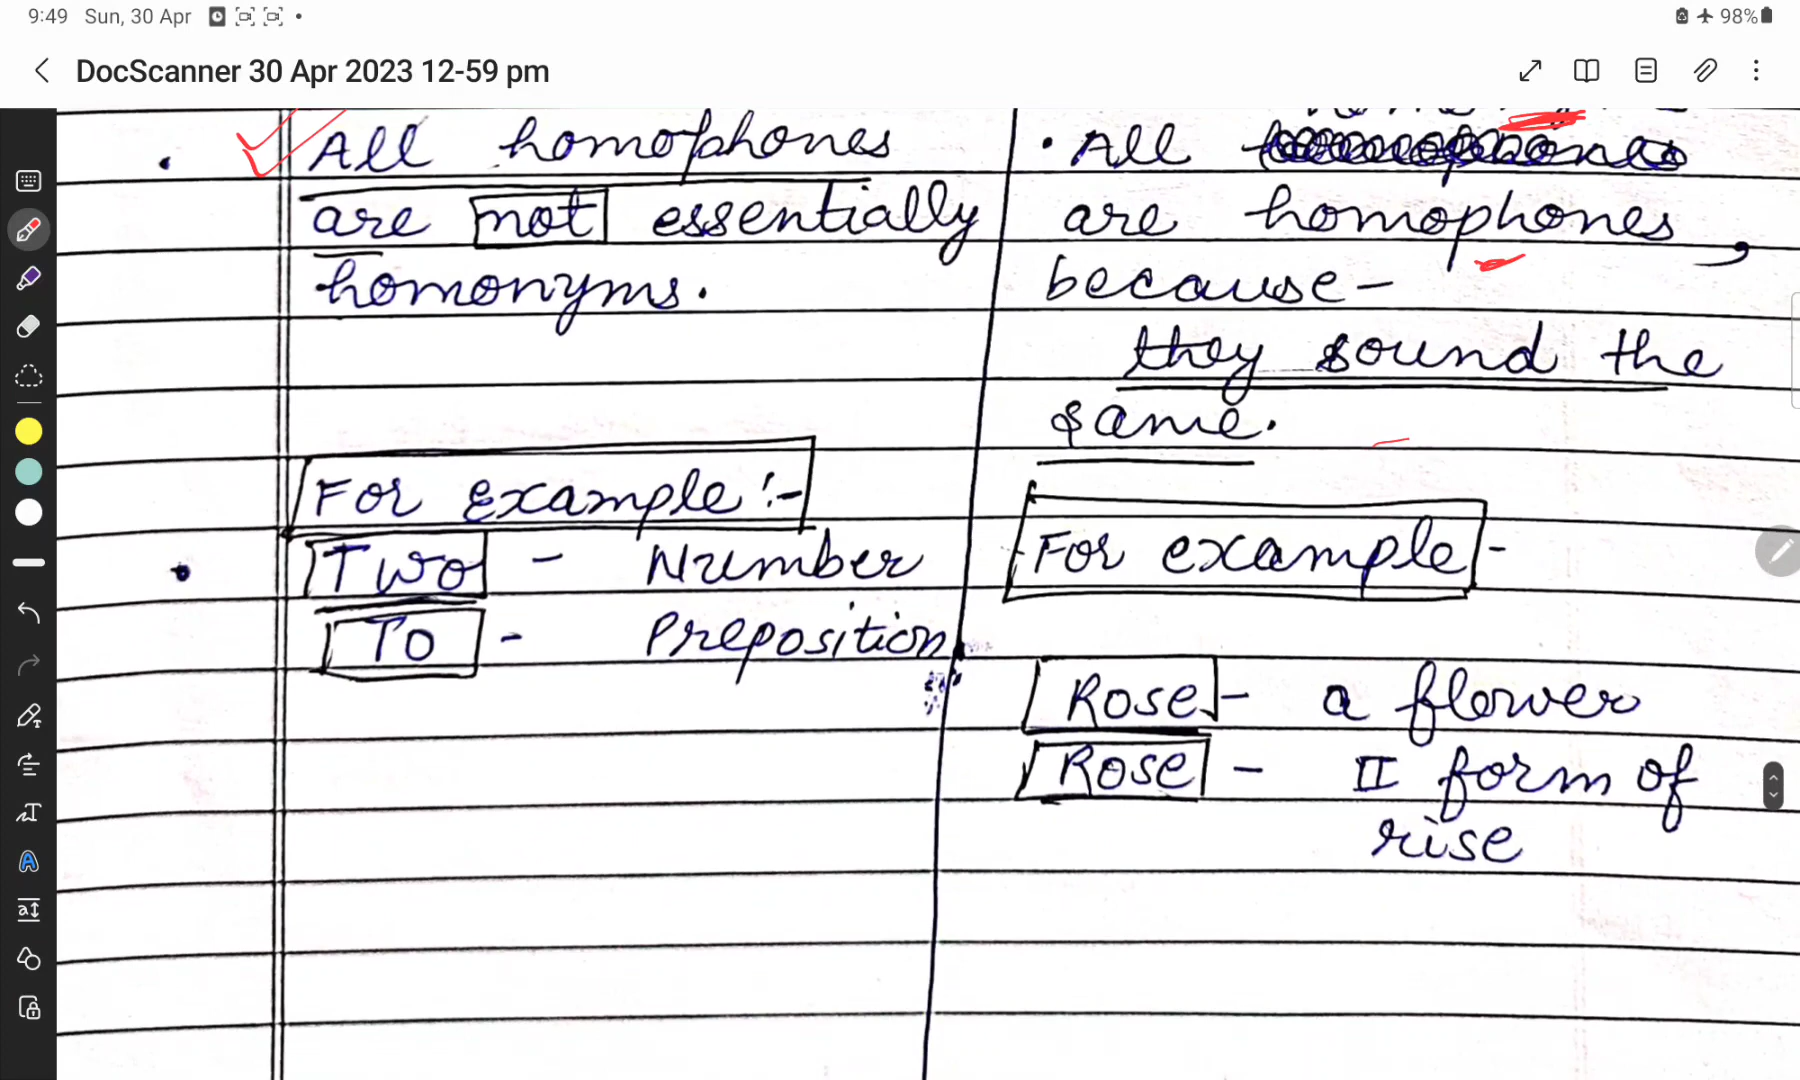 9:49 Sun, 30 Apr
98%
DocScanner 30 Apr 2023 12-59 pm
• All homophones
are not essentially
homonyms.
For example:-
• Two - Number
To - Preposition
• All
are homophones,
because-
they sound the
same.
For example -
Rose - a flower
Rose - II form of
rise